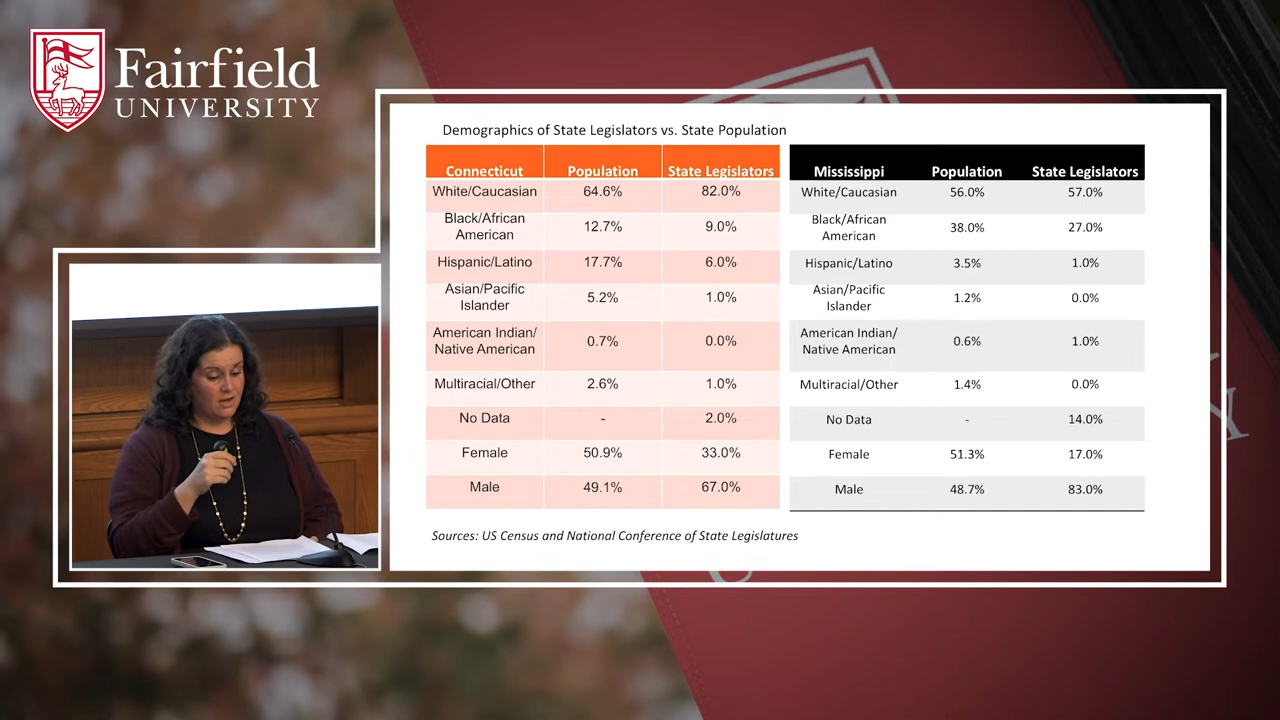 Fairfield
UNIVERSITY
Demographics of State Legislators vs. State Population
Connecticut Population State Legislators
White/Caucasian 64.6% 82.0%
Black/African
American 12.7% 9.0%
Hispanic/Latino 17.7% 6.0%
Asian/Pacific
Islander 5.2% 1.0%
American Indian/
Native American 0.7% 0.0%
Multiracial/Other 2.6% 1.0%
No Data - 2.0%
Female 50.9% 33.0%
Male 49.1% 67.0%
Mississippi Population State Legislators
White/Caucasian 56.0% 57.0%
Black/African
American 38.0% 27.0%
Hispanic/Latino 3.5% 1.0%
Asian/Pacific
Islander 1.2% 0.0%
American Indian/
Native American 0.6% 1.0%
Multiracial/Other 1.4% 0.0%
No Data - 14.0%
Female 51.3% 17.0%
Male 48.7% 83.0%
Sources: US Census and National Conference of State Legislatures